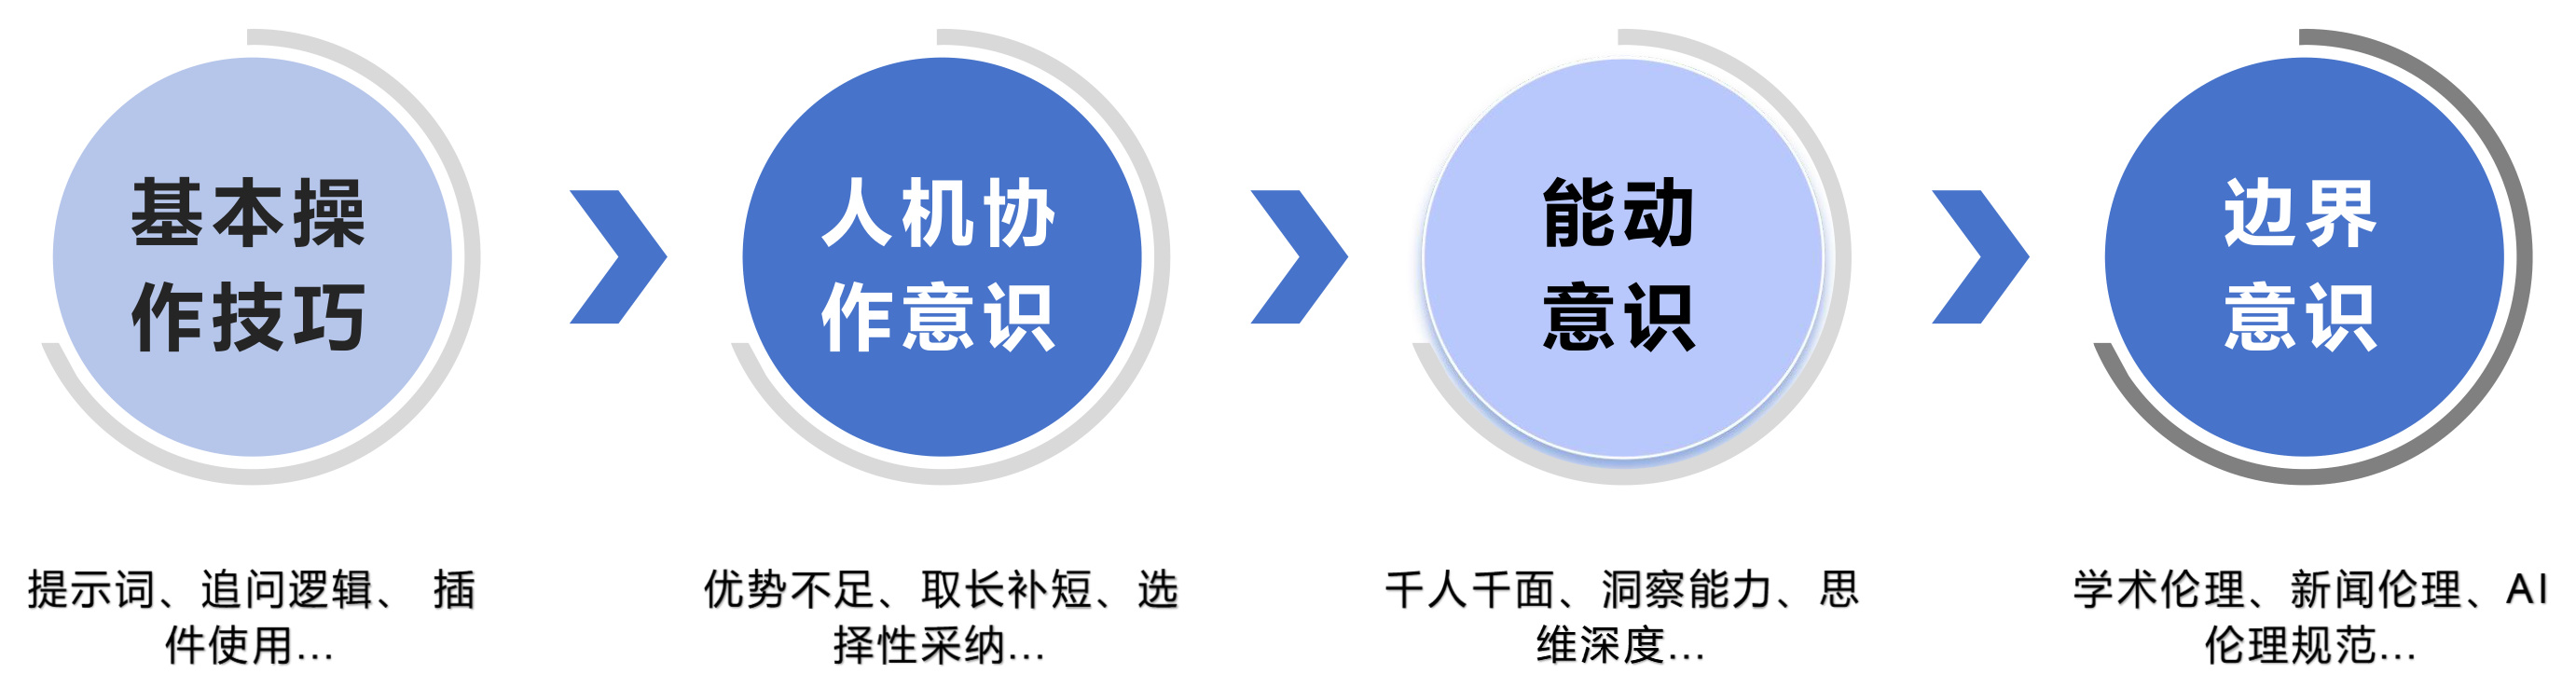 基本操
作技巧
人机协
作意识
能动
意识
边界
意识
提示词、追问逻辑、 插
件使用...
优势不足、取长补短、选
择性采纳...
千人千面、洞察能力、思
维深度...
学术伦理、新闻伦理、AI
伦理规范...